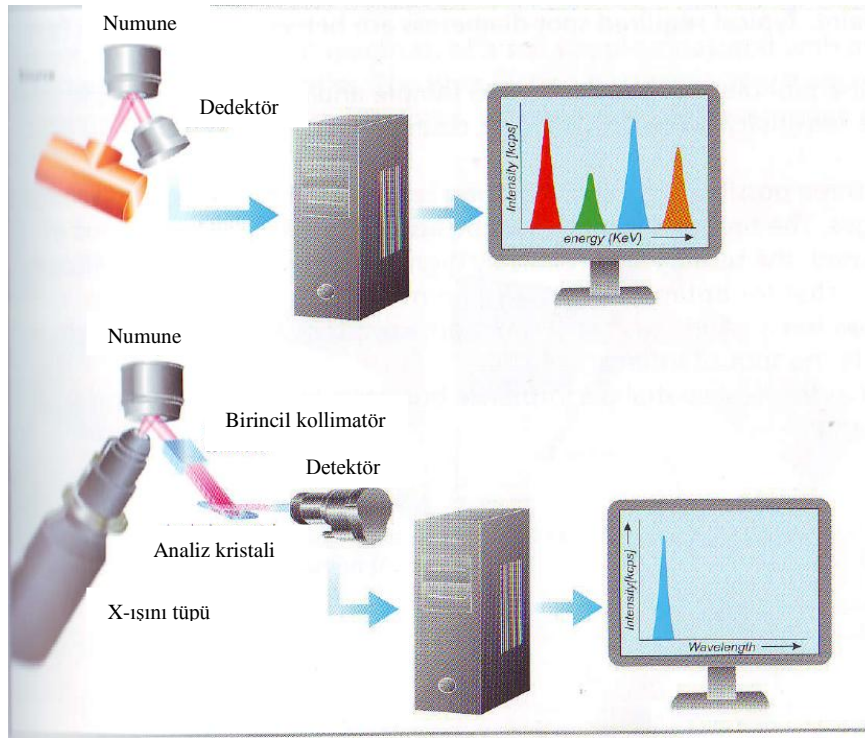 Numune
Dedektör
Intensity [kcps]
energy (KeV)
Numune
Birincil kollimatör
Detektör
Analiz kristali
X-ışını tüpü
Intensity[kcps]
Wavelength